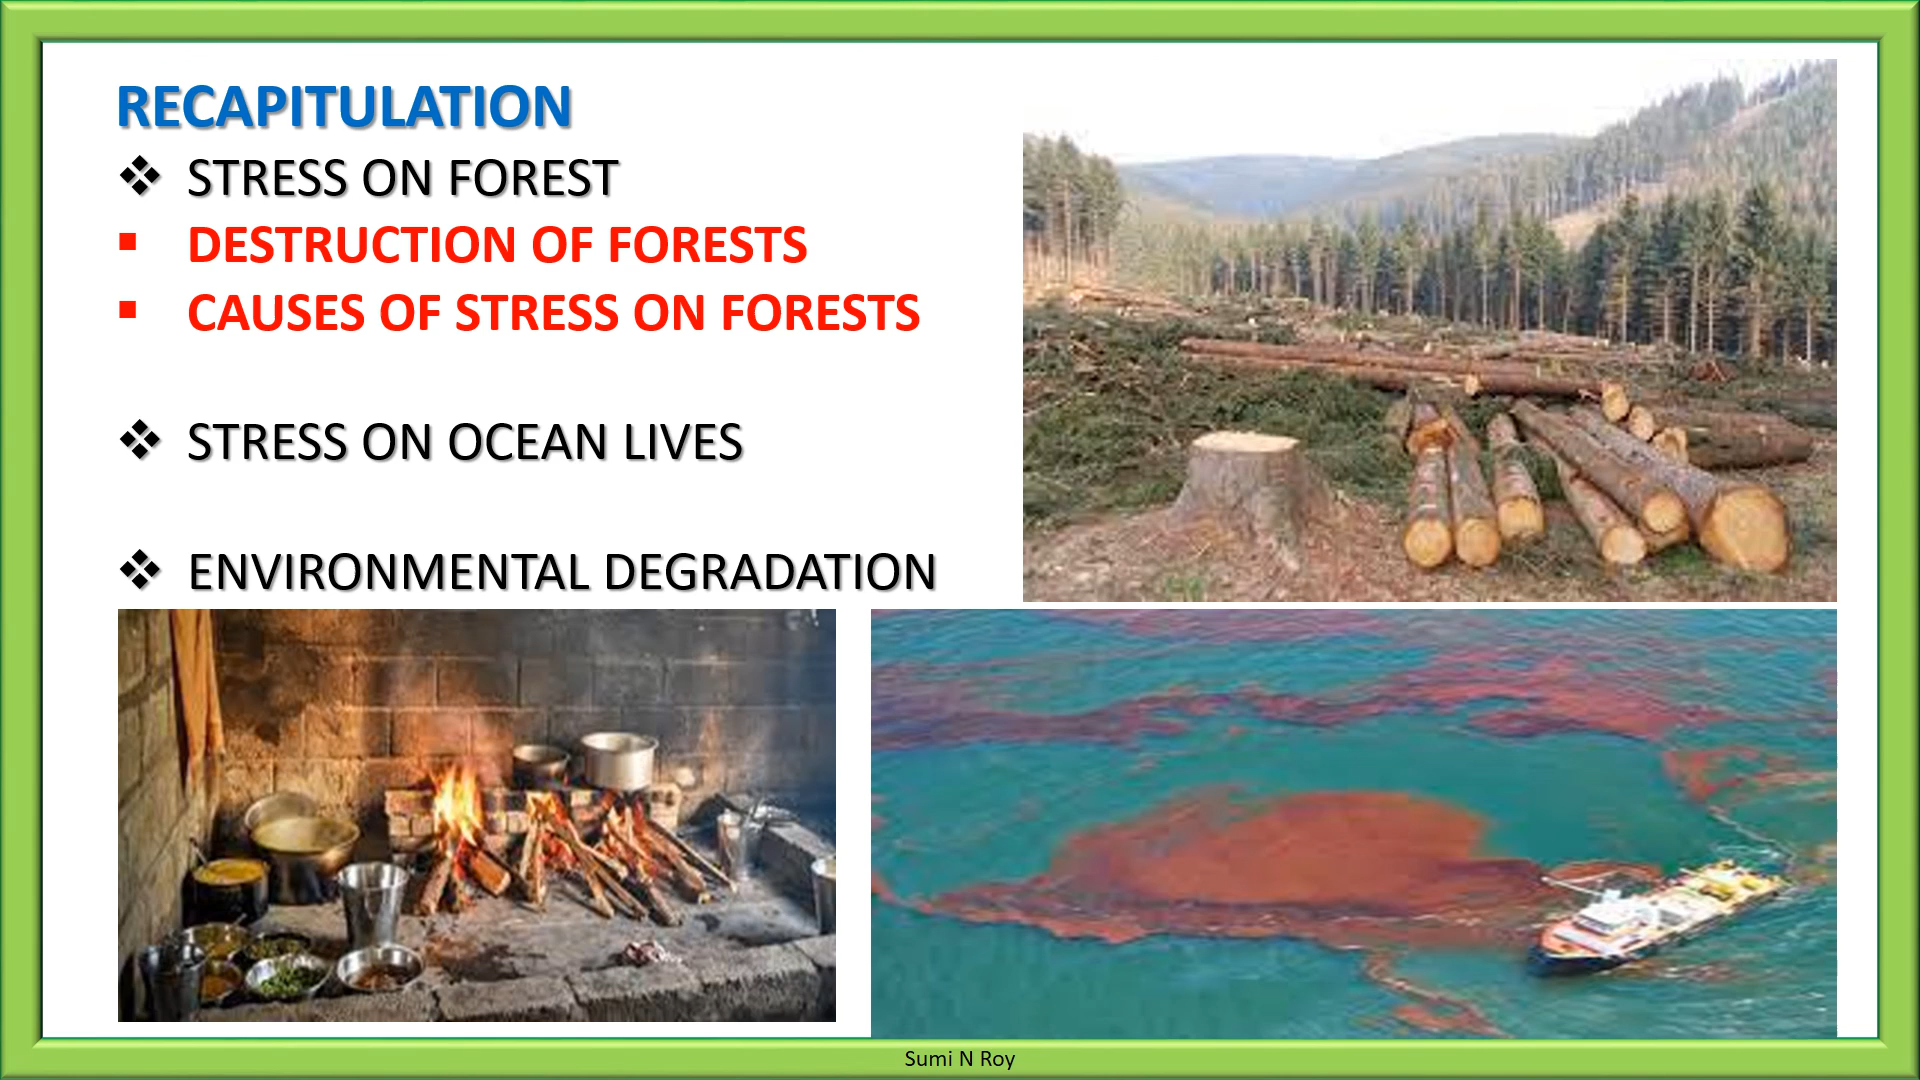 RECAPITULATION
❖ STRESS ON FOREST
▪ DESTRUCTION OF FORESTS
▪ CAUSES OF STRESS ON FORESTS
❖ STRESS ON OCEAN LIVES
❖ ENVIRONMENTAL DEGRADATION
Sumi N Roy